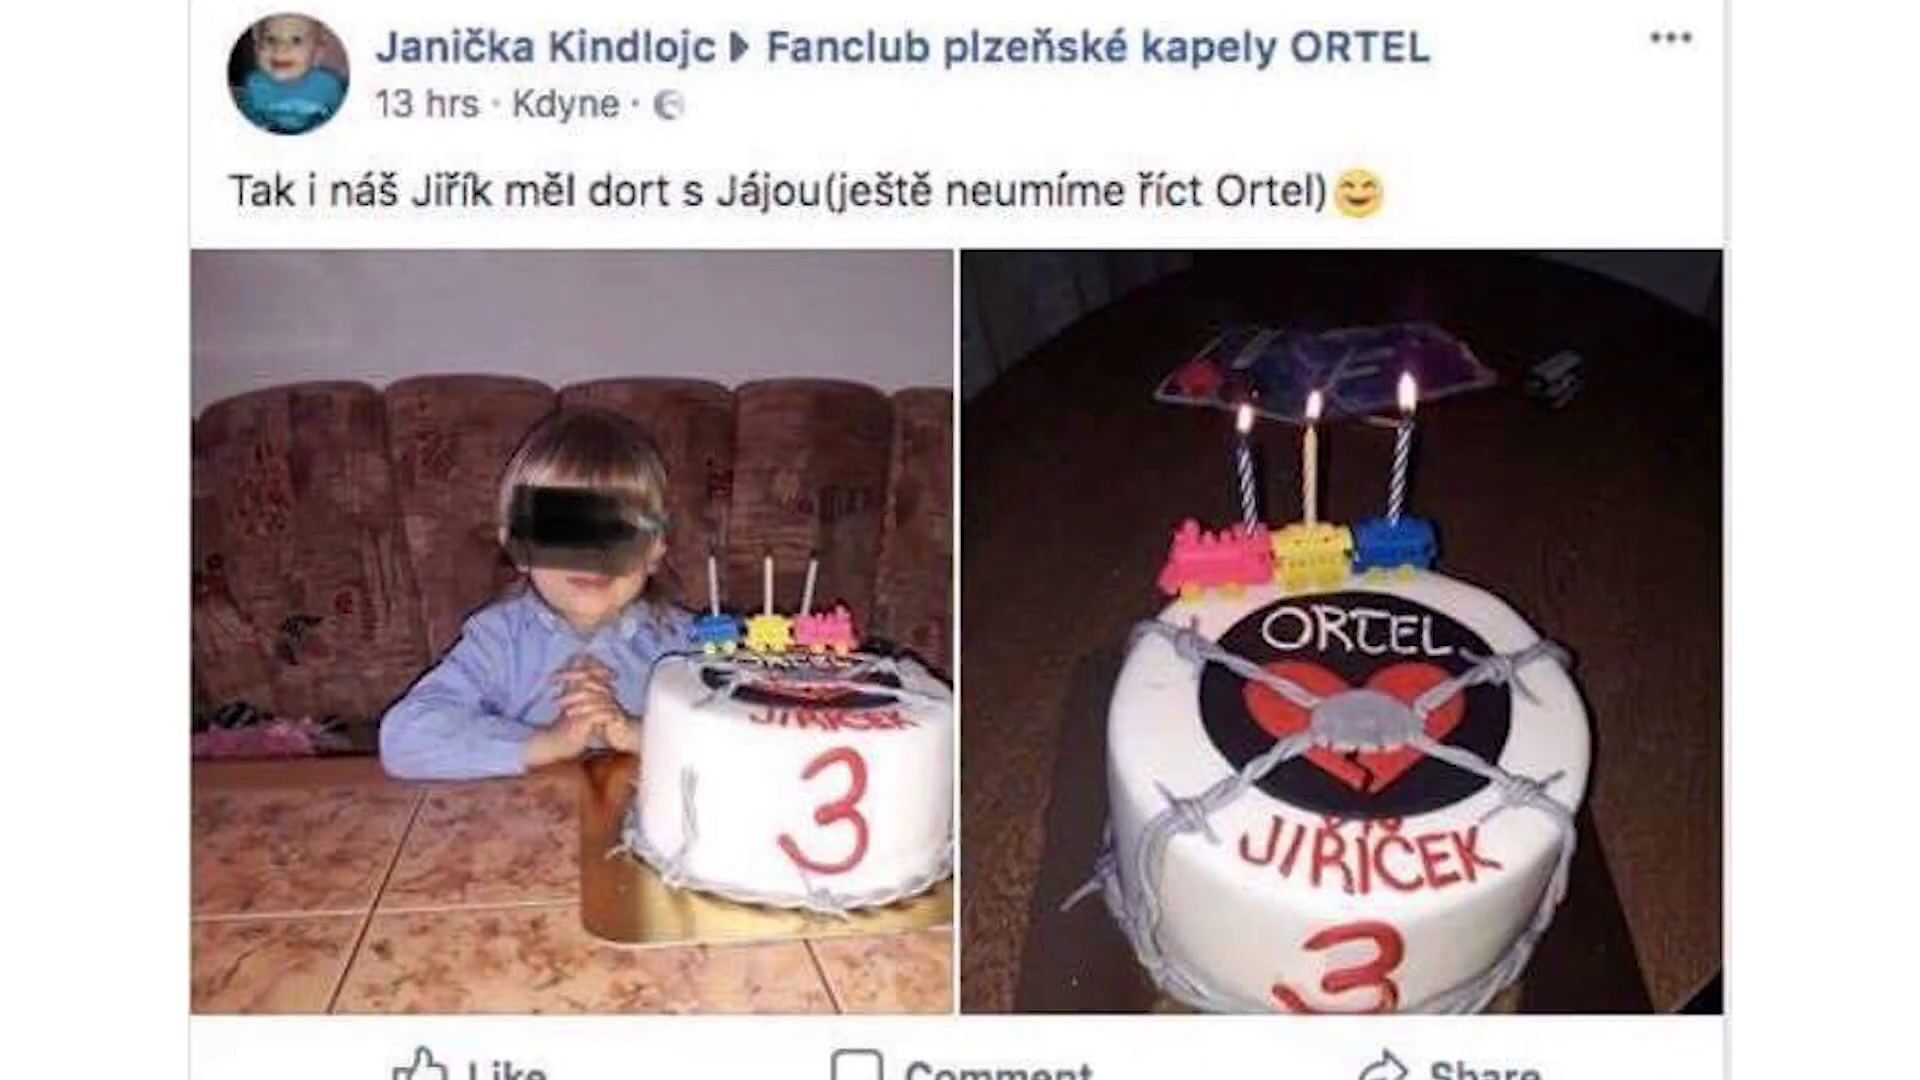 Janička Kindlojc ▶ Fanclub plzeňské kapely ORTEL
13 hrs · Kdyne ·
Tak i náš Jiřík měl dort s Jájou(ještě neumíme říct Ortel)😊
ORTEL
JIŘÍČEK
3
ORTEL
JIŘÍČEK
3
Like
Comment
Share